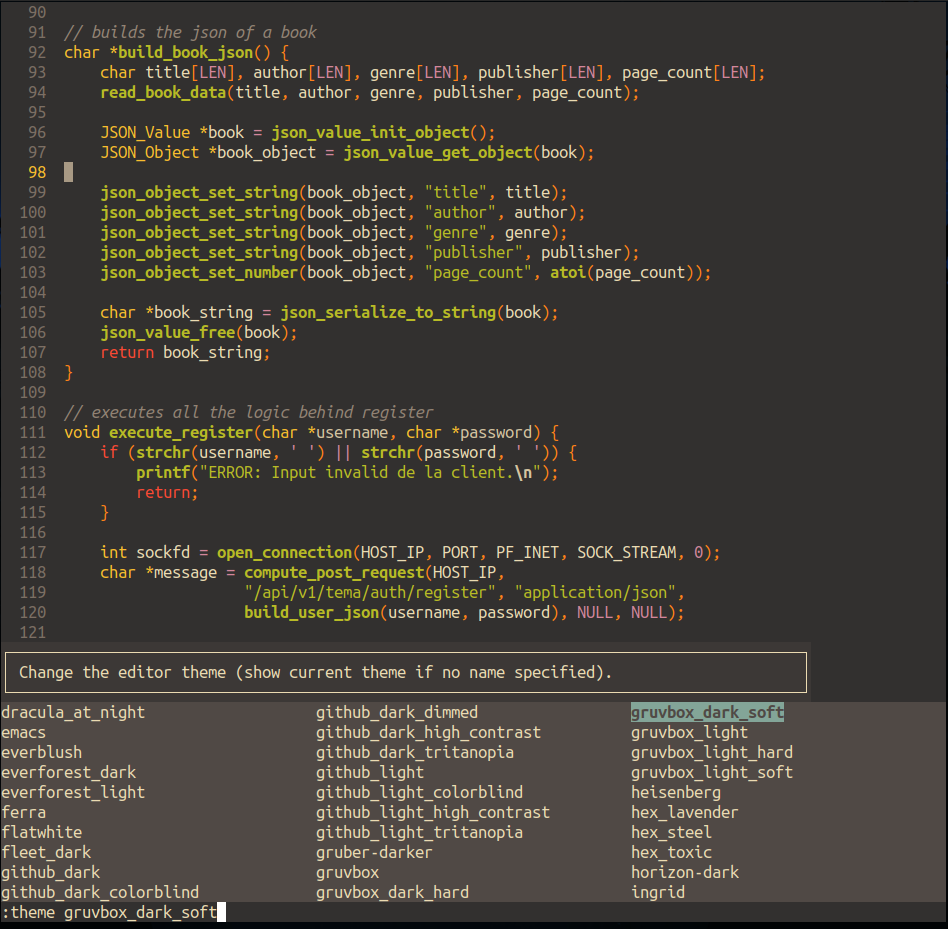 90
91 // builds the json of a book
92 char *build_book_json() {
93     char title[LEN], author[LEN], genre[LEN], publisher[LEN], page_count[LEN];
94     read_book_data(title, author, genre, publisher, page_count);
95
96     JSON_Value *book = json_value_init_object();
97     JSON_Object *book_object = json_value_get_object(book);
98
99     json_object_set_string(book_object, "title", title);
100     json_object_set_string(book_object, "author", author);
101     json_object_set_string(book_object, "genre", genre);
102     json_object_set_string(book_object, "publisher", publisher);
103     json_object_set_number(book_object, "page_count", atoi(page_count));
104
105     char *book_string = json_serialize_to_string(book);
106     json_value_free(book);
107     return book_string;
108 }
109
110 // executes all the logic behind register
111 void execute_register(char *username, char *password) {
112     if (strchr(username, ' ') || strchr(password, ' ')) {
113         printf("ERROR: Input invalid de la client.\n");
114         return;
115     }
116
117     int sockfd = open_connection(HOST_IP, PORT, PF_INET, SOCK_STREAM, 0);
118     char *message = compute_post_request(HOST_IP,
119                     "/api/v1/tema/auth/register", "application/json",
120                     build_user_json(username, password), NULL, NULL);
121
Change the editor theme (show current theme if no name specified).
dracula_at_night github_dark_dimmed gruvbox_dark_soft
emacs github_dark_high_contrast gruvbox_light
everblush github_dark_tritanopia gruvbox_light_hard
everforest_dark github_light gruvbox_light_soft
everforest_light github_light_colorblind heisenberg
ferra github_light_high_contrast hex_lavender
flatwhite github_light_tritanopia hex_steel
fleet_dark gruber-darker hex_toxic
github_dark gruvbox horizon-dark
github_dark_colorblind gruvbox_dark_hard ingrid
:theme gruvbox_dark_soft